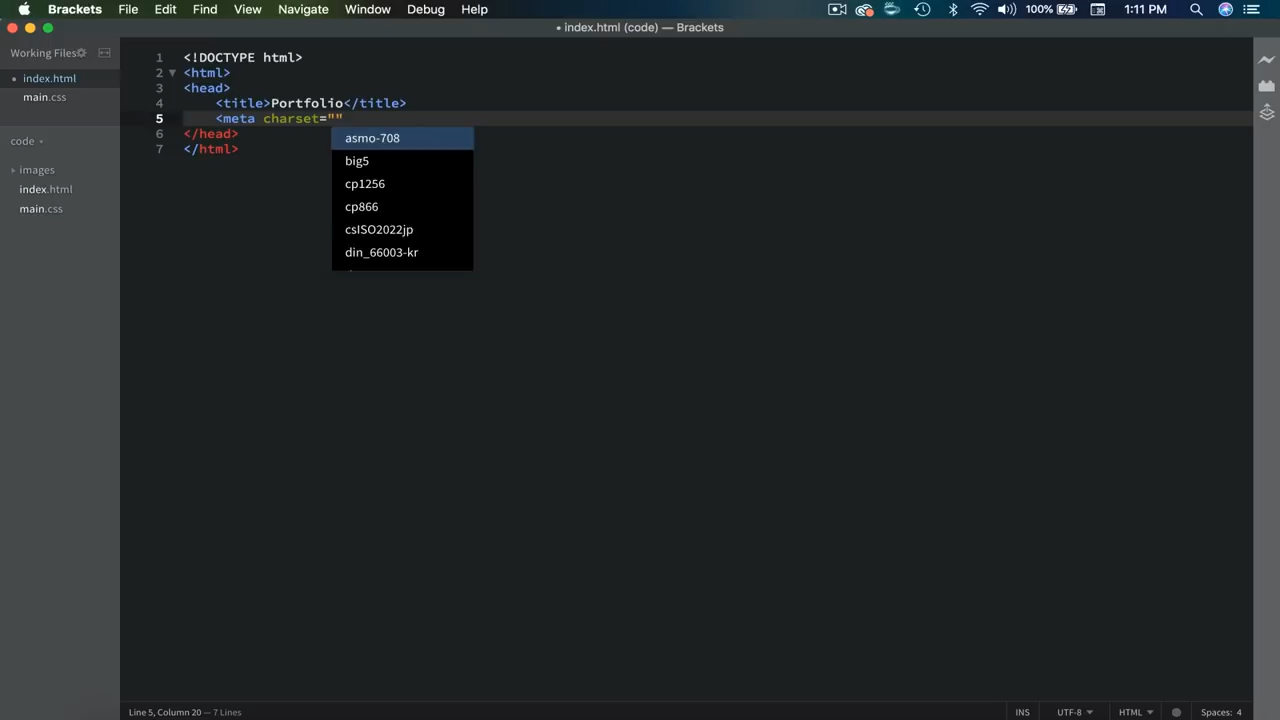 Brackets File Edit Find View Navigate Window Debug Help 100% 1:11 PM
• index.html (code) — Brackets
Working Files
index.html
main.css
code
images
index.html
main.css
1 <!DOCTYPE html>
2 <html>
3 <head>
4 <title>Portfolio</title>
5 <meta charset=""
6 </head>
7 </html>
asmo-708
big5
cp1256
cp866
csISO2022jp
din_66003-kr
Line 5, Column 20 — 7 Lines
INS UTF-8 HTML Spaces: 4